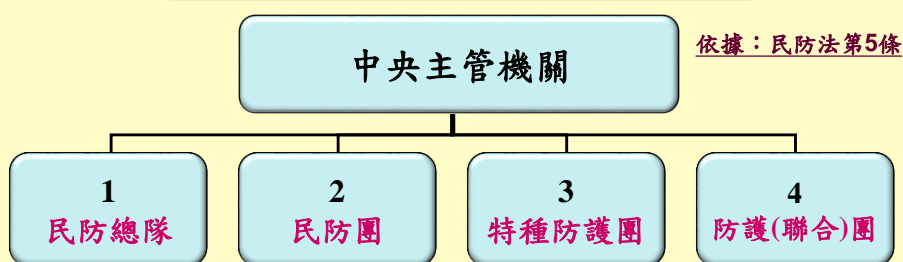 中央主管機關
依據：民防法第5條
1
民防總隊
2
民防團
3
特種防護團
4
防護(聯合)團